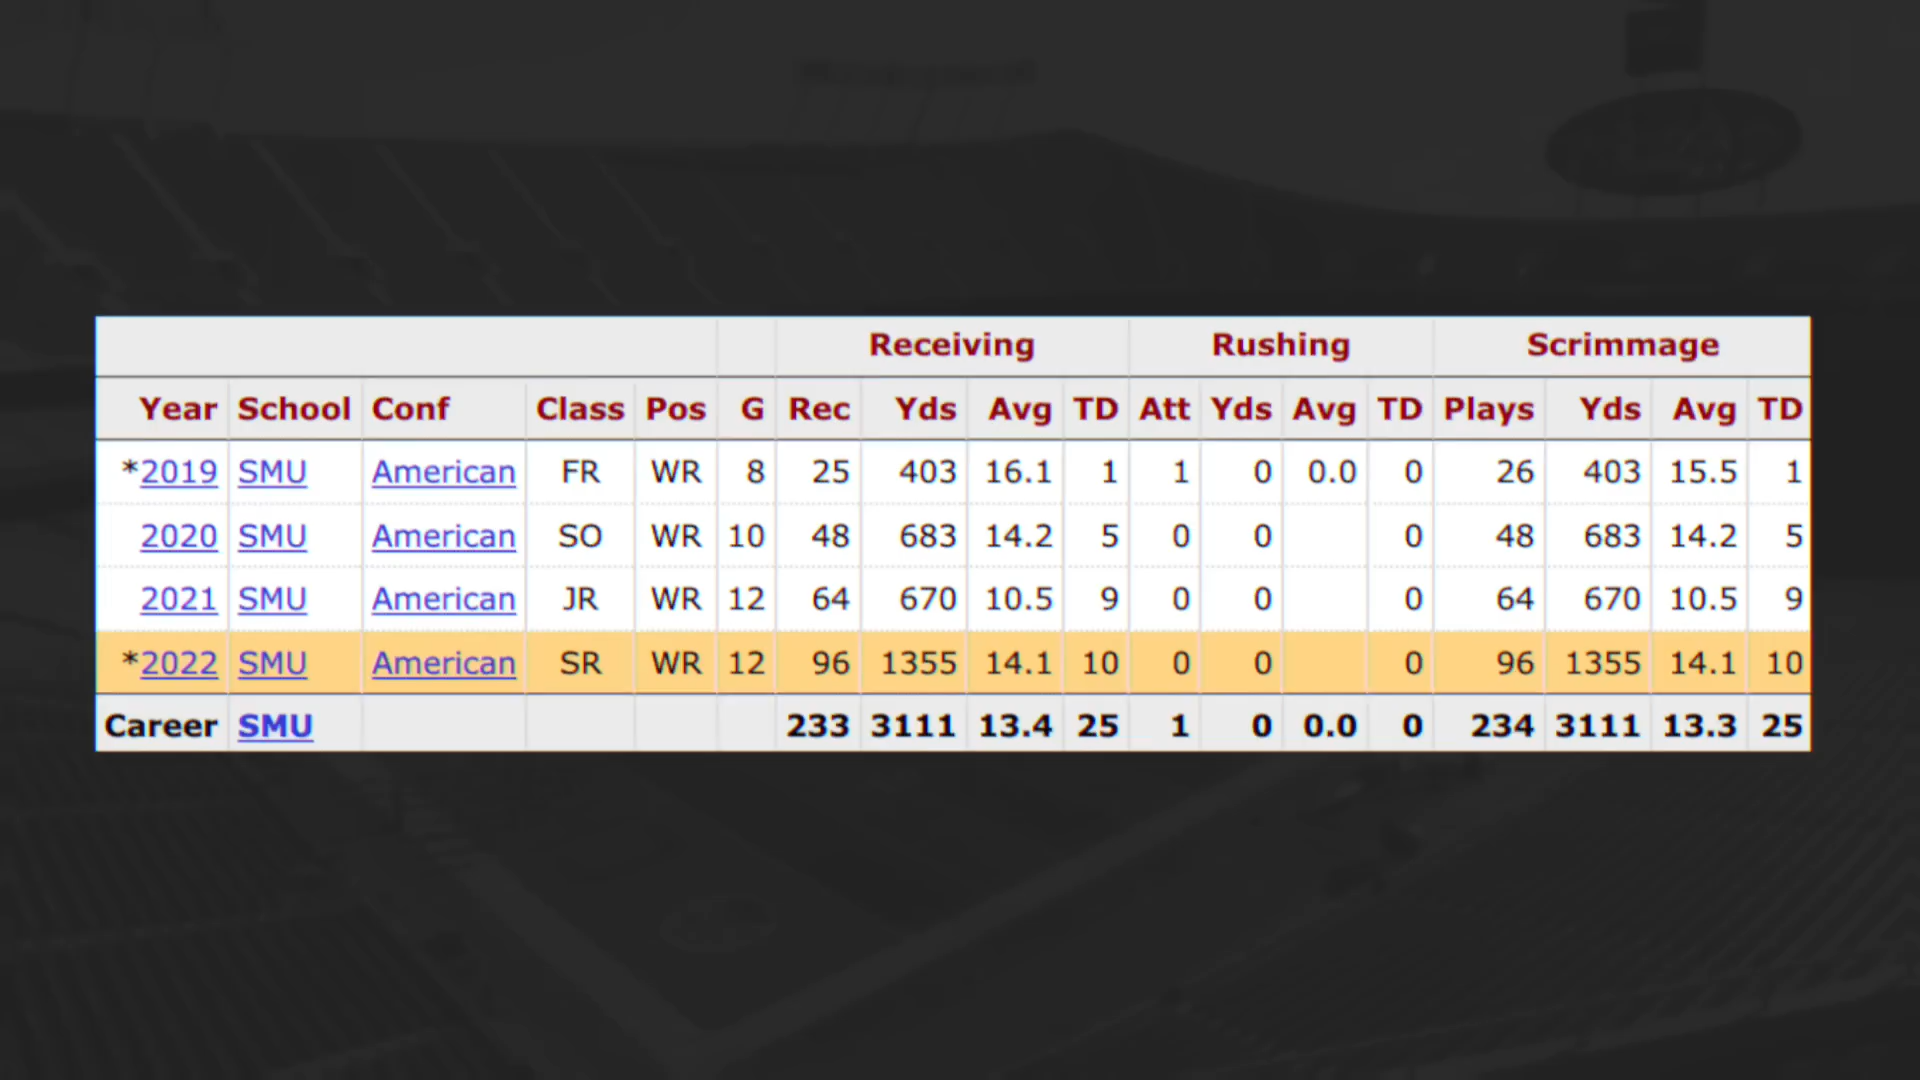 Receiving Rushing Scrimmage
Year School Conf Class Pos G Rec Yds Avg TD Att Yds Avg TD Plays Yds Avg TD
*2019 SMU American FR WR 8 25 403 16.1 1 1 0 0.0 0 26 403 15.5 1
2020 SMU American SO WR 10 48 683 14.2 5 0 0 0 48 683 14.2 5
2021 SMU American JR WR 12 64 670 10.5 9 0 0 0 64 670 10.5 9
*2022 SMU American SR WR 12 96 1355 14.1 10 0 0 0 96 1355 14.1 10
Career SMU 233 3111 13.4 25 1 0 0.0 0 234 3111 13.3 25